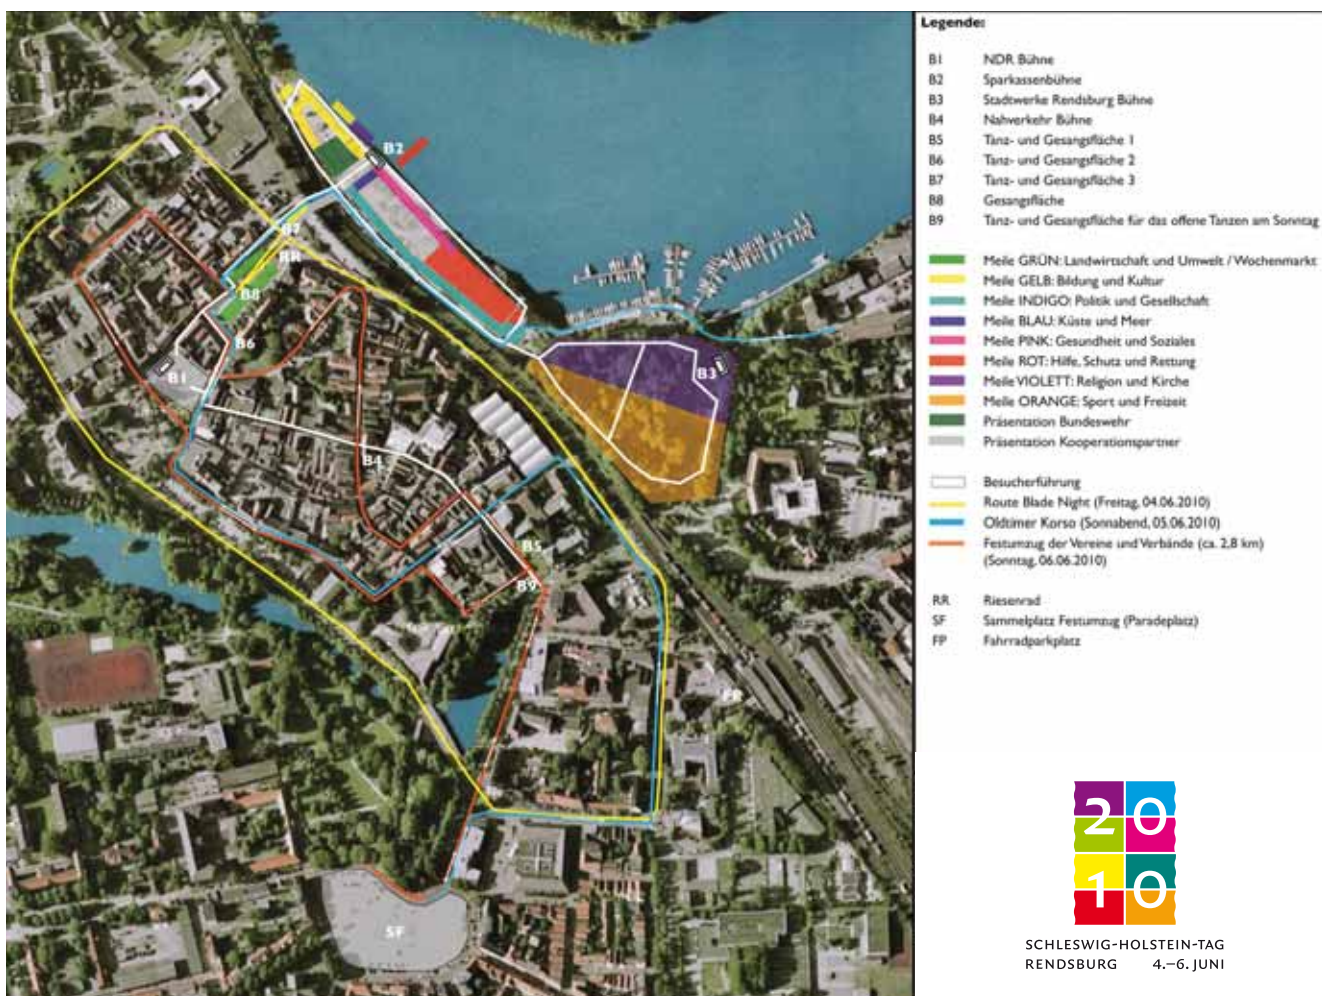 Legende:
B1 NDR Bühne
B2 Sparkassenbühne
B3 Stadtwerke Rendsburg Bühne
B4 Nahverkehr Bühne
B5 Tanz- und Gesangsfläche 1
B6 Tanz- und Gesangsfläche 2
B7 Tanz- und Gesangsfläche 3
B8 Gesangsfläche
B9 Tanz- und Gesangsfläche für das offene Tanzen am Sonntag
Meile GRÜN: Landwirtschaft und Umwelt / Wochenmarkt
Meile GELB: Bildung und Kultur
Meile INDIGO: Politik und Gesellschaft
Meile BLAU: Küste und Meer
Meile PINK: Gesundheit und Soziales
Meile ROT: Hilfe, Schutz und Rettung
Meile VIOLETT: Religion und Kirche
Meile ORANGE: Sport und Freizeit
Präsentation Bundeswehr
Präsentation Kooperationspartner
Besucherführung
Route Blade Night (Freitag, 04.06.2010)
Oldtimer Korso (Sonnabend, 05.06.2010)
Festumzug der Vereine und Verbände (ca. 2,8 km)
(Sonntag, 06.06.2010)
RR Riesenrad
SF Sammelplatz Festumzug (Paradeplatz)
FP Fahrradparkplatz
B2
B7
RR
B8
B6
B1
B3
B4
B5
B9
FP
SF
20
10
SCHLESWIG-HOLSTEIN-TAG
RENDSBURG 4.–6. JUNI